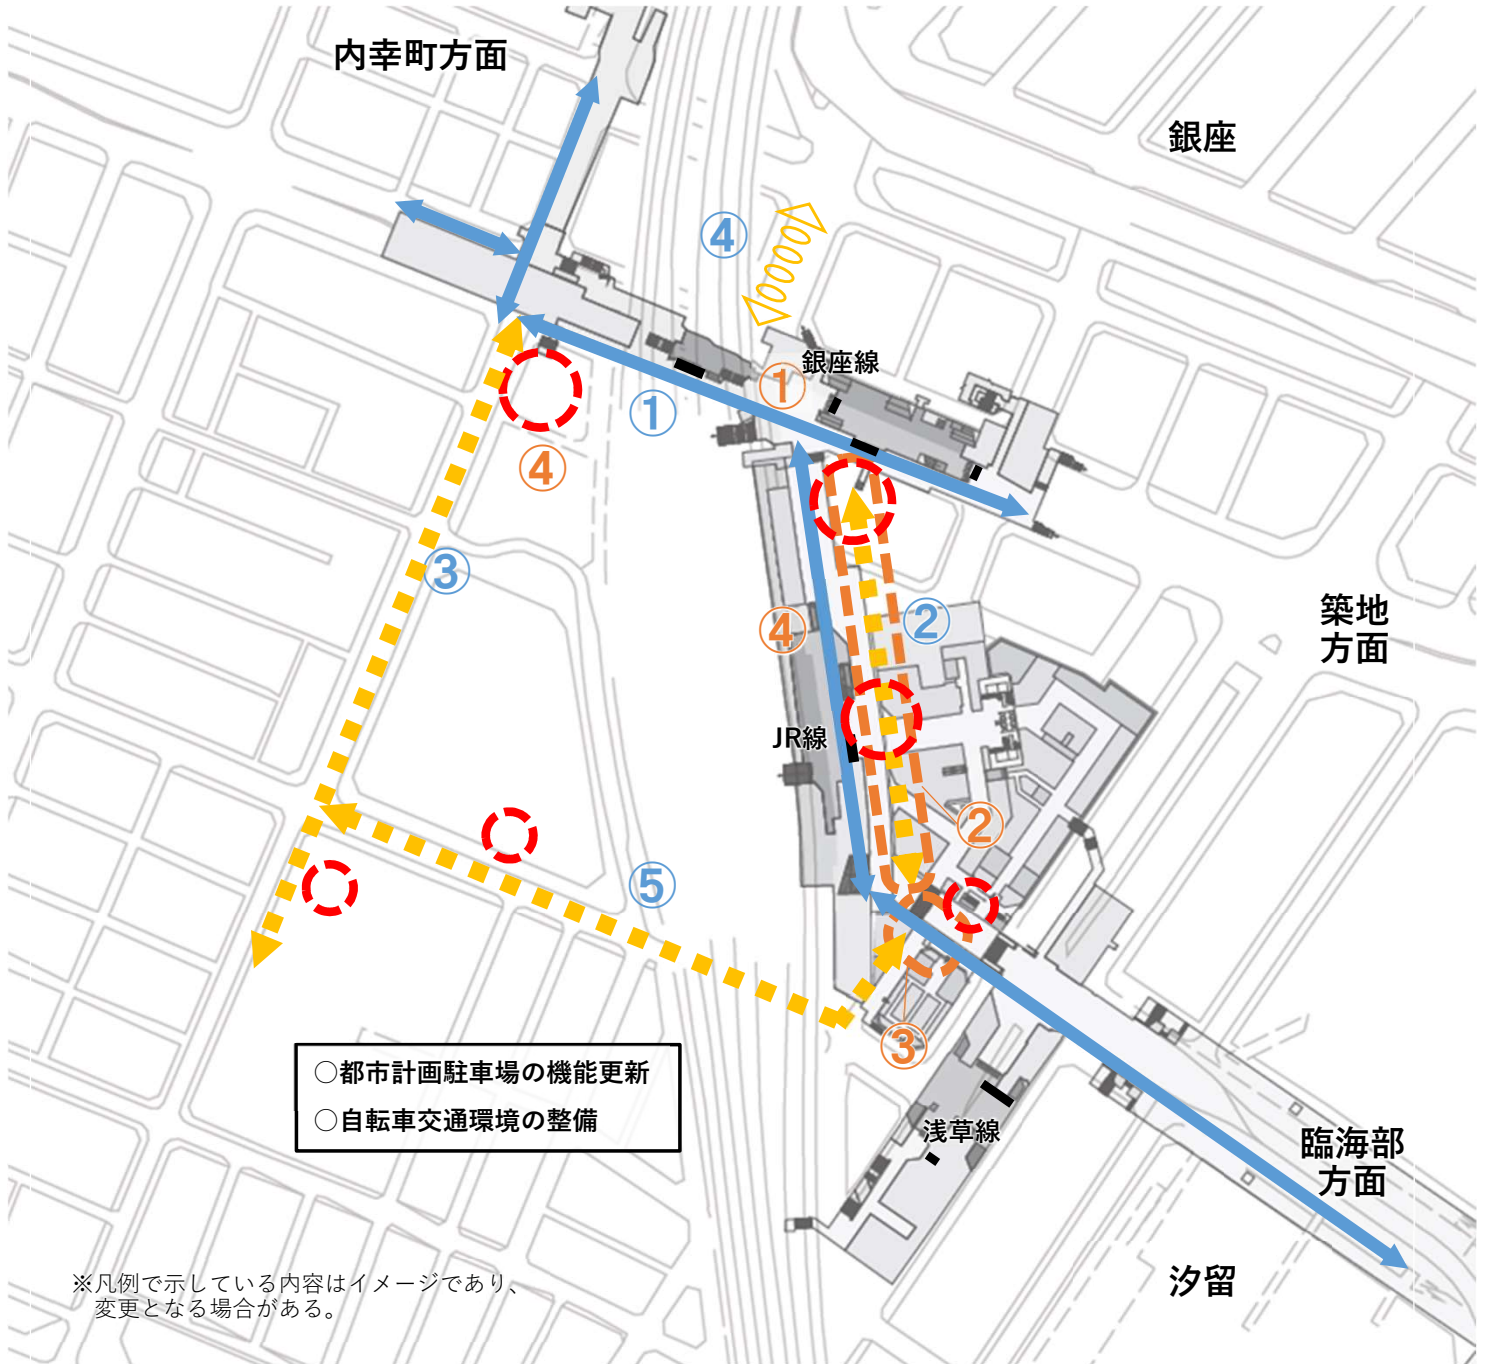 内幸町方面
銀座
④
銀座線
①
①
④
③
②
築地
方面
④
JR線
②
⑤
③
○都市計画駐車場の機能更新
○自転車交通環境の整備
浅草線
臨海部
方面
汐留
※凡例で示している内容はイメージであり、
変更となる場合がある。